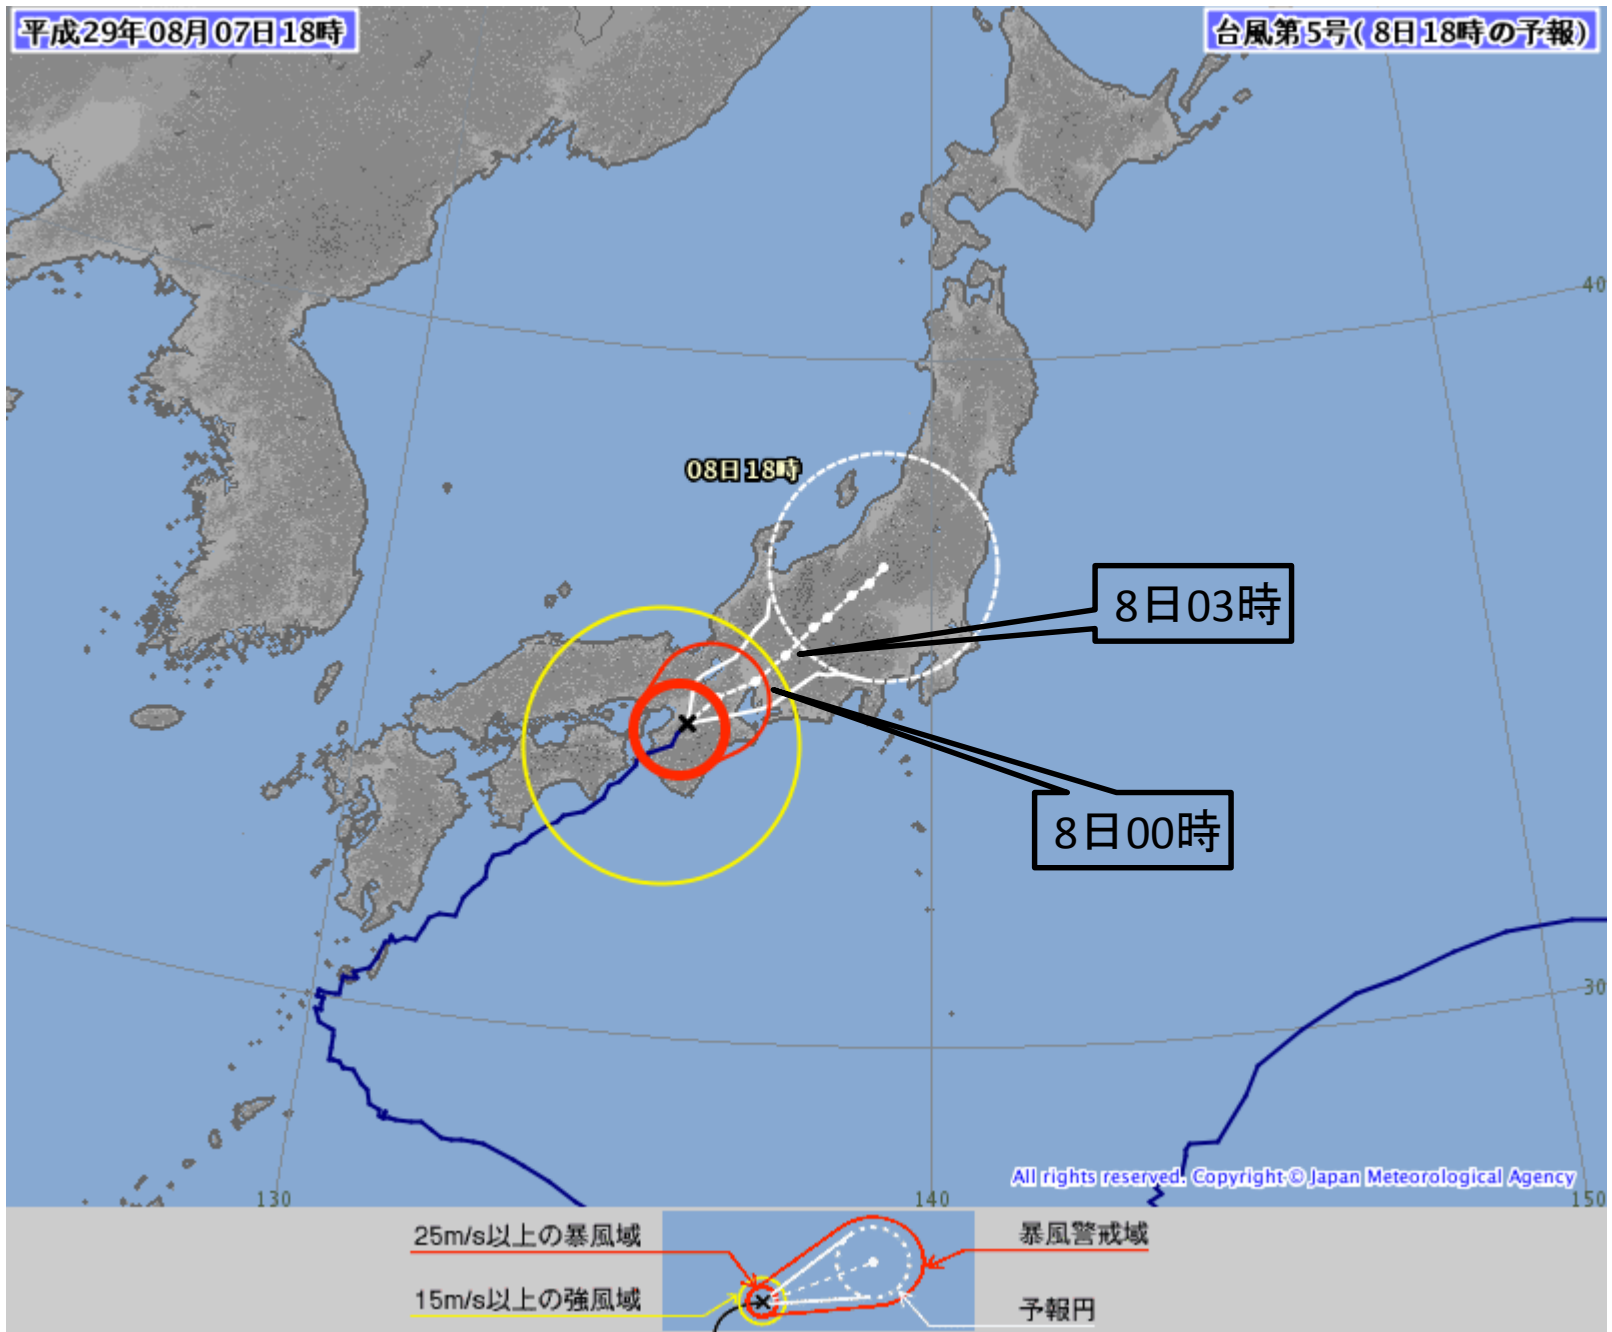 平成29年08月07日18時
台風第5号( 8日18時の予報)
40
08日18時
8日03時
8日00時
30
All rights reserved. Copyright © Japan Meteorological Agency
130
140
150
25m/s以上の暴風域
暴風警戒域
15m/s以上の強風域
予報円